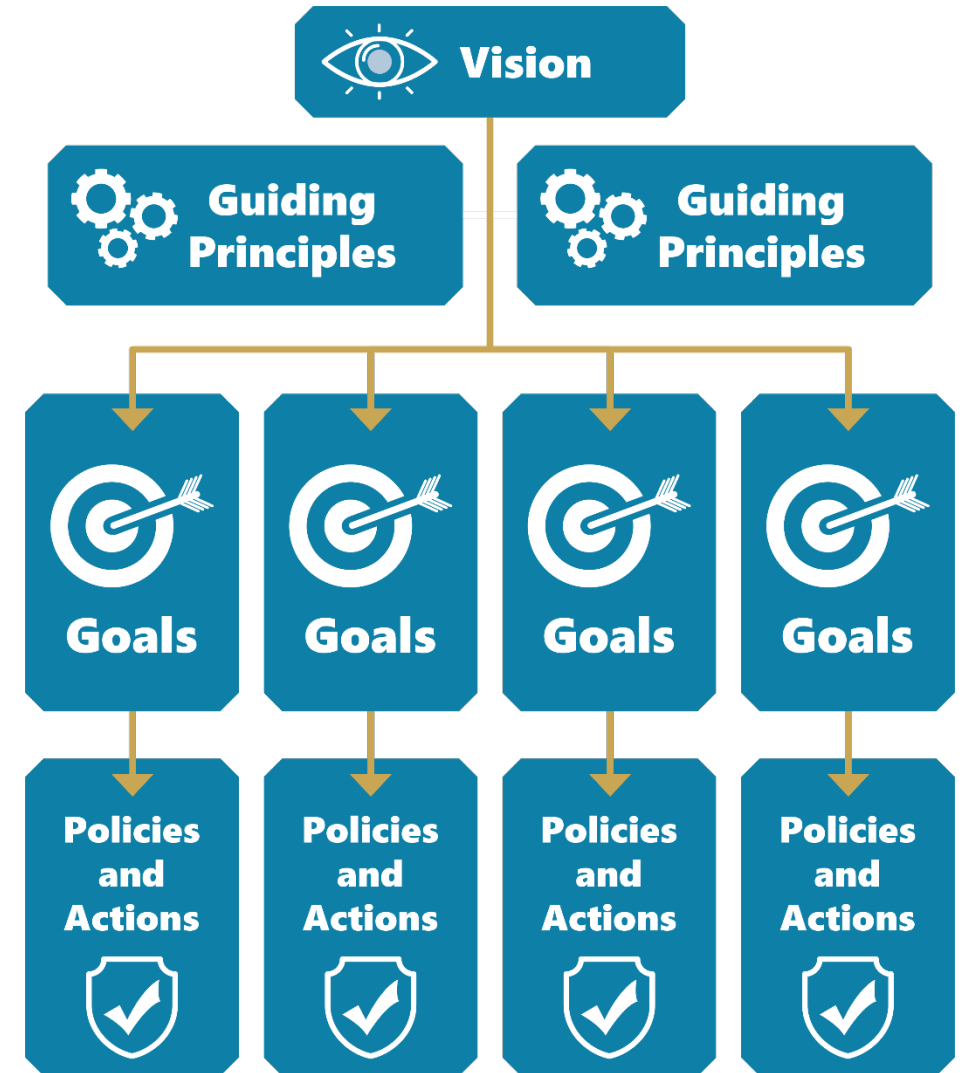 Vision
Guiding
Principles
Guiding
Principles
Goals
Goals
Goals
Goals
Policies
and
Actions
Policies
and
Actions
Policies
and
Actions
Policies
and
Actions